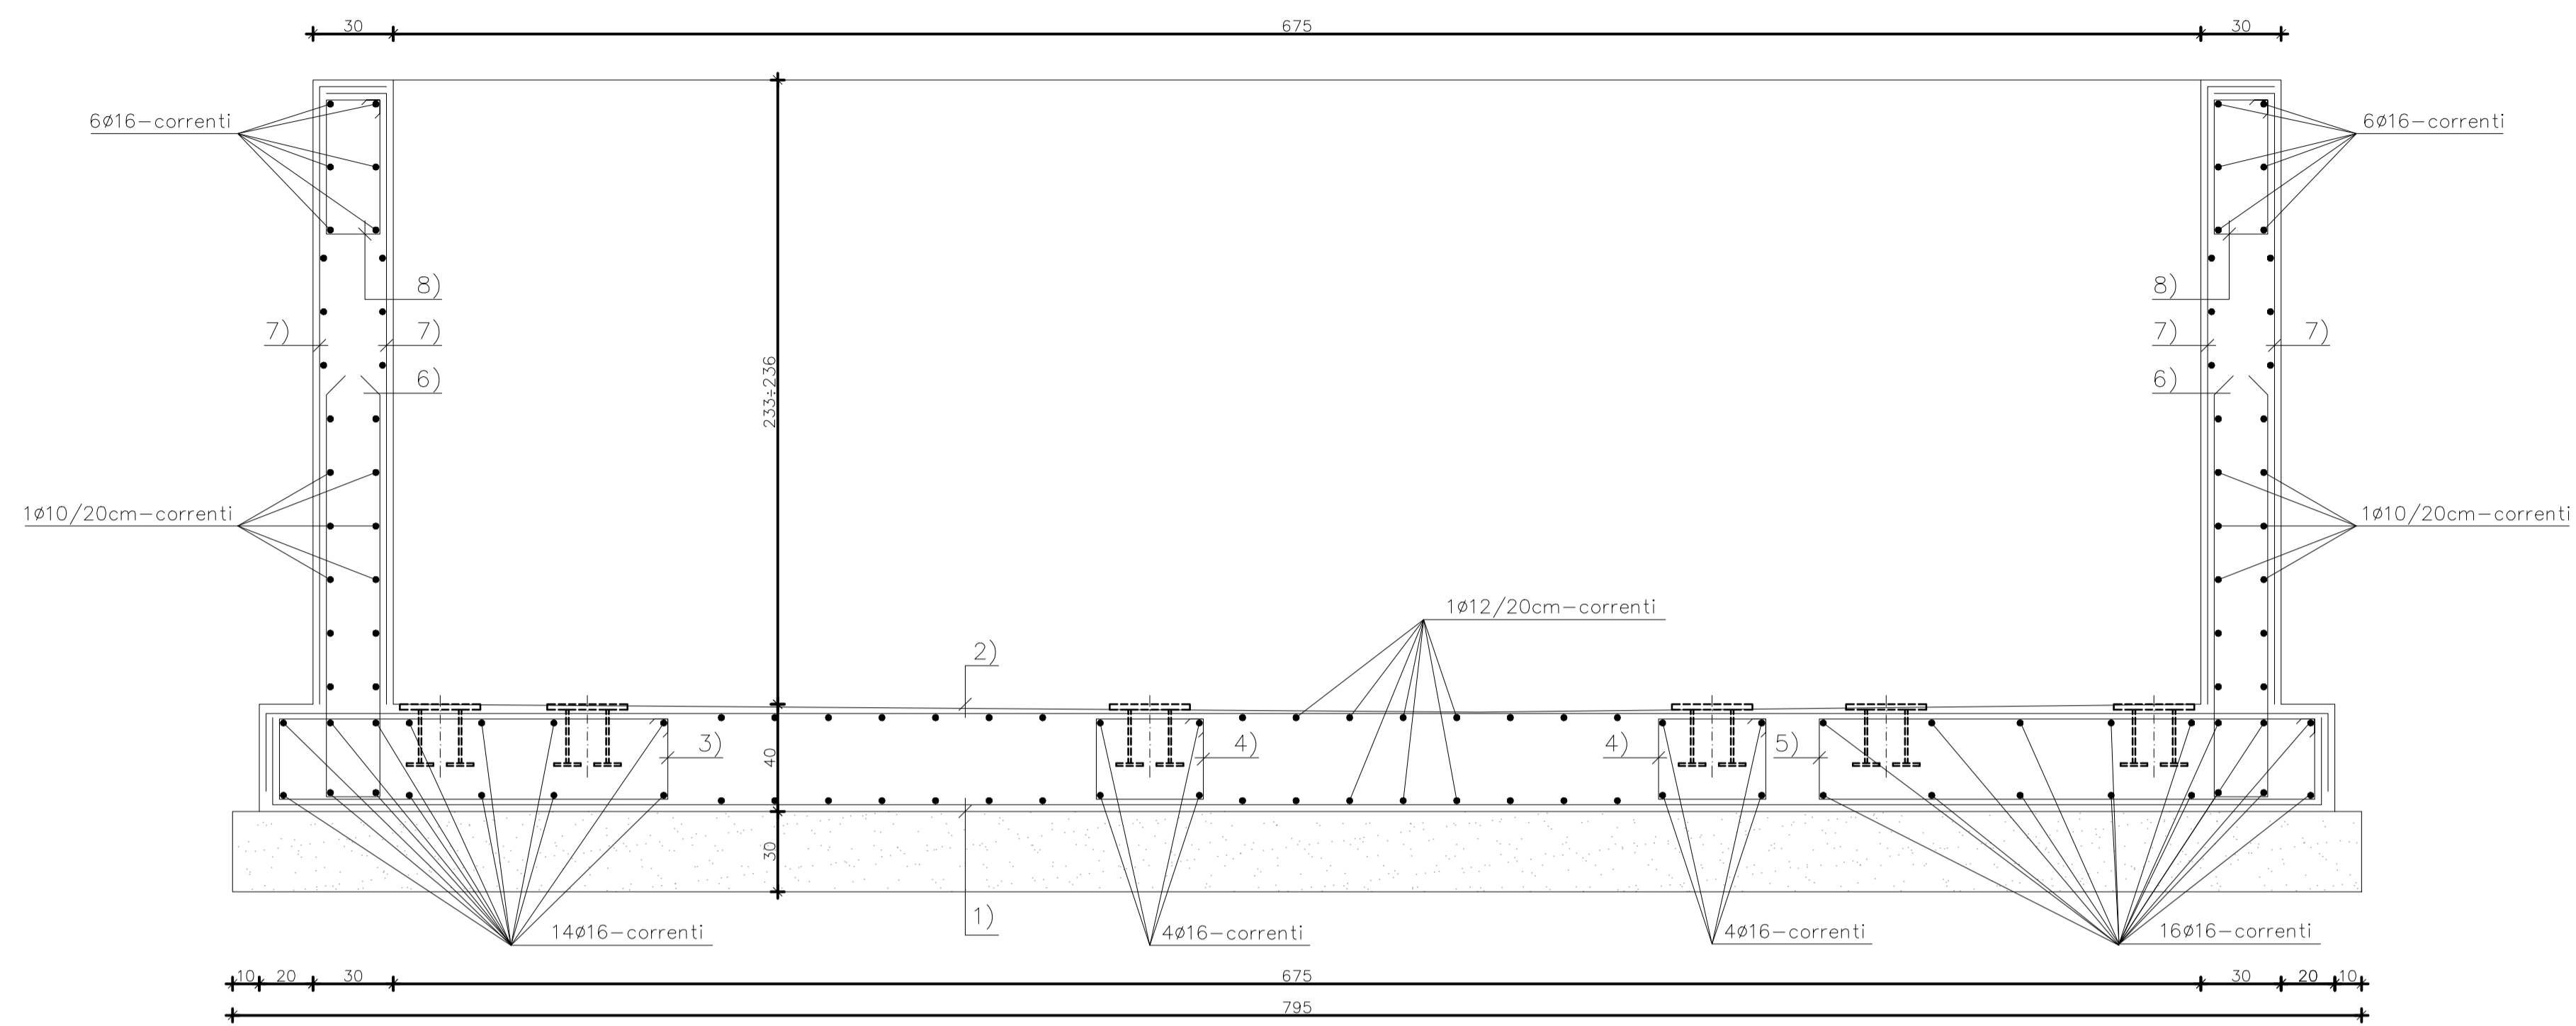 30 675 30
6ø16-correnti 6ø16-correnti
8) 8)
7) 7) 7) 7)
233÷236
6) 6)
1ø10/20cm-correnti 1ø10/20cm-correnti
1ø12/20cm-correnti
2)
3) 4) 4) 5)
40
30
1)
14ø16-correnti 4ø16-correnti 4ø16-correnti 16ø16-correnti
10 20 30 675 30 20 10
795